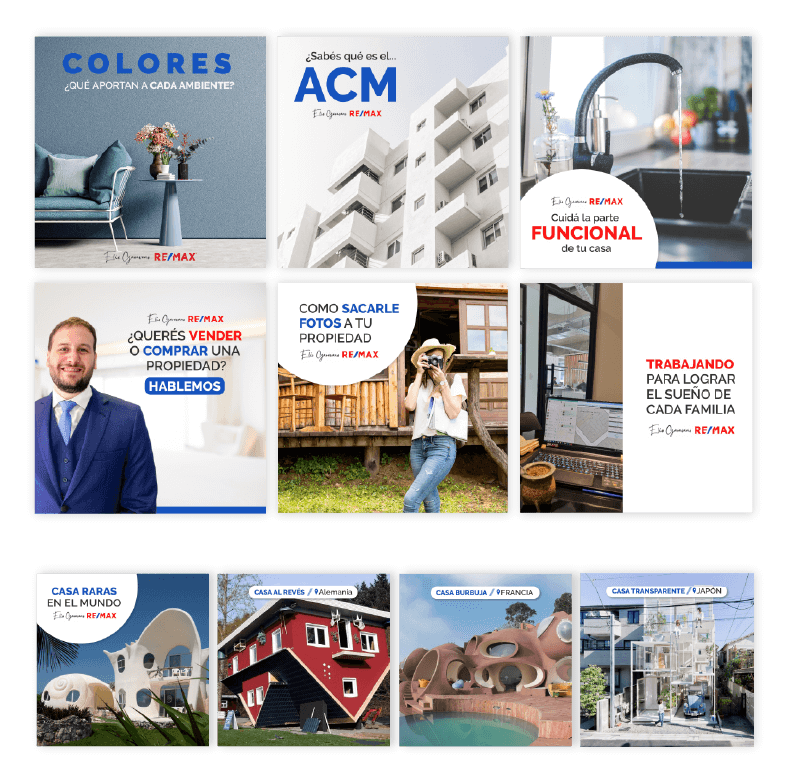 COLORES
¿QUÉ APORTAN A CADA AMBIENTE?
RE/MAX
¿Sabés qué es el...
ACM
RE/MAX
RE/MAX
Cuidá la parte
FUNCIONAL
de tu casa
RE/MAX
¿QUERÉS VENDER
O COMPRAR UNA
PROPIEDAD?
HABLEMOS
COMO SACARLE
FOTOS A TU
PROPIEDAD
RE/MAX
TRABAJANDO
PARA LOGRAR
EL SUEÑO DE
CADA FAMILIA
RE/MAX
CASA RARAS
EN EL MUNDO
RE/MAX
CASA AL REVÉS / Alemania
CASA BURBUJA / FRANCIA
CASA TRANSPARENTE / JAPÓN